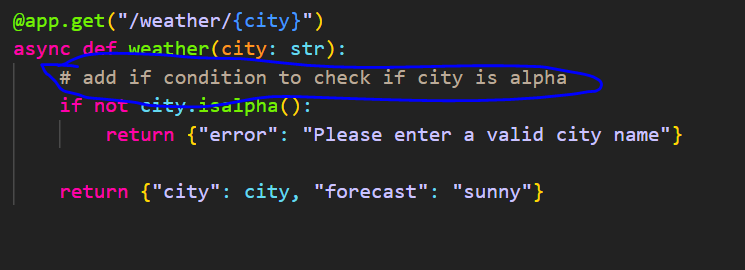 @app.get("/weather/{city}")
async def weather(city: str):
    # add if condition to check if city is alpha
    if not city.isalpha():
        return {"error": "Please enter a valid city name"}
    return {"city": city, "forecast": "sunny"}